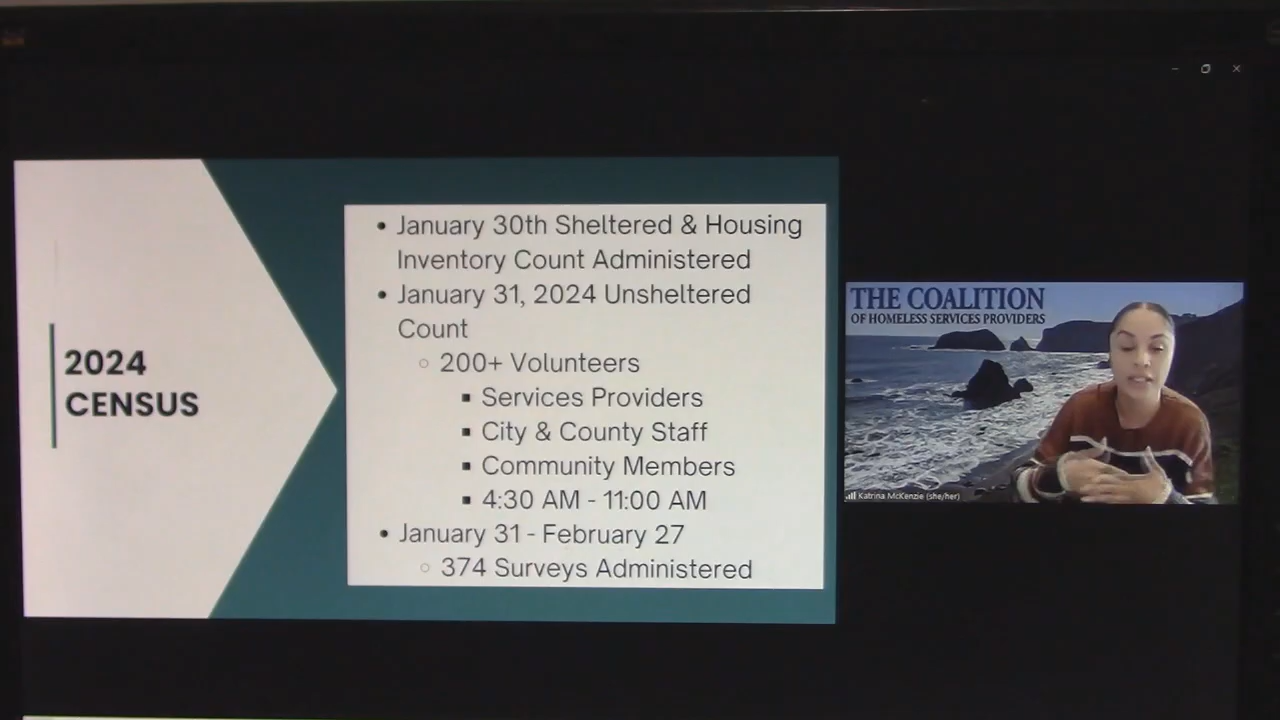 2024
CENSUS
• January 30th Sheltered & Housing
Inventory Count Administered
• January 31, 2024 Unsheltered
Count
○ 200+ Volunteers
▪ Services Providers
▪ City & County Staff
▪ Community Members
▪ 4:30 AM - 11:00 AM
• January 31 - February 27
○ 374 Surveys Administered
THE COALITION
OF HOMELESS SERVICES PROVIDERS
Katrina McKenzie (she/her)